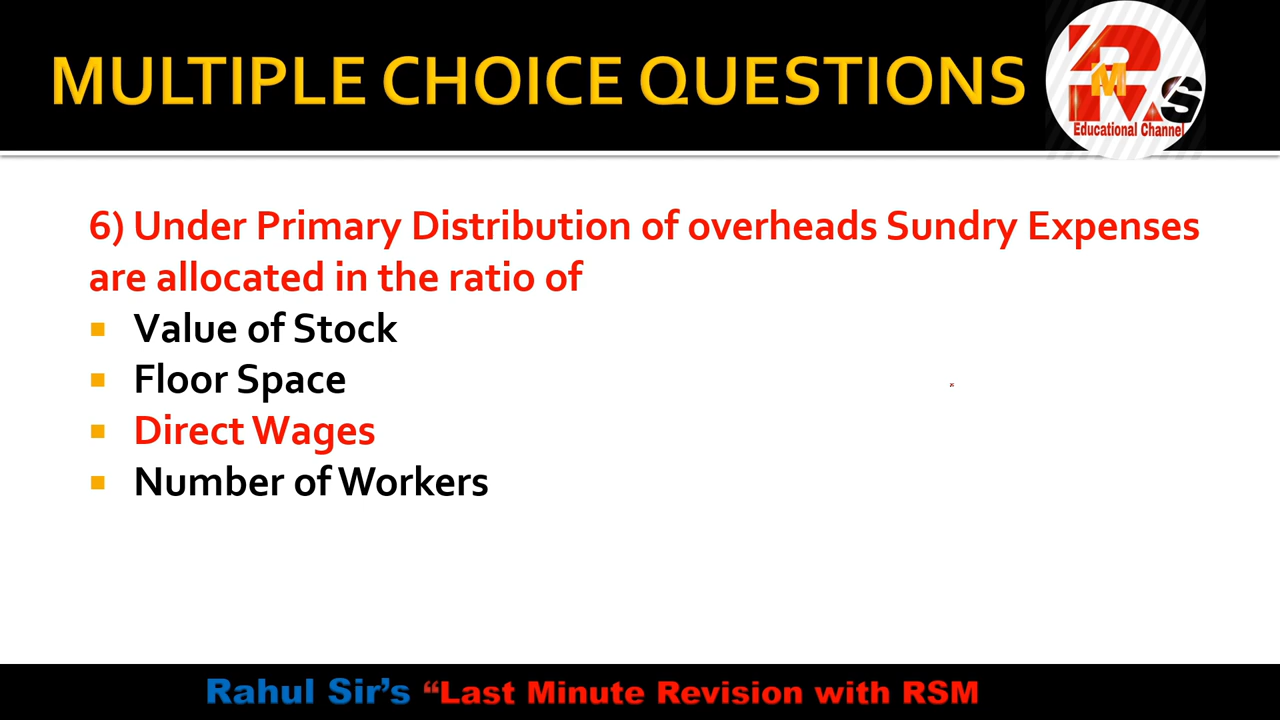 MULTIPLE CHOICE QUESTIONS
RMS
Educational Channel
6) Under Primary Distribution of overheads Sundry Expenses
are allocated in the ratio of
Value of Stock
Floor Space
Direct Wages
Number of Workers
Rahul Sir’s “Last Minute Revision with RSM